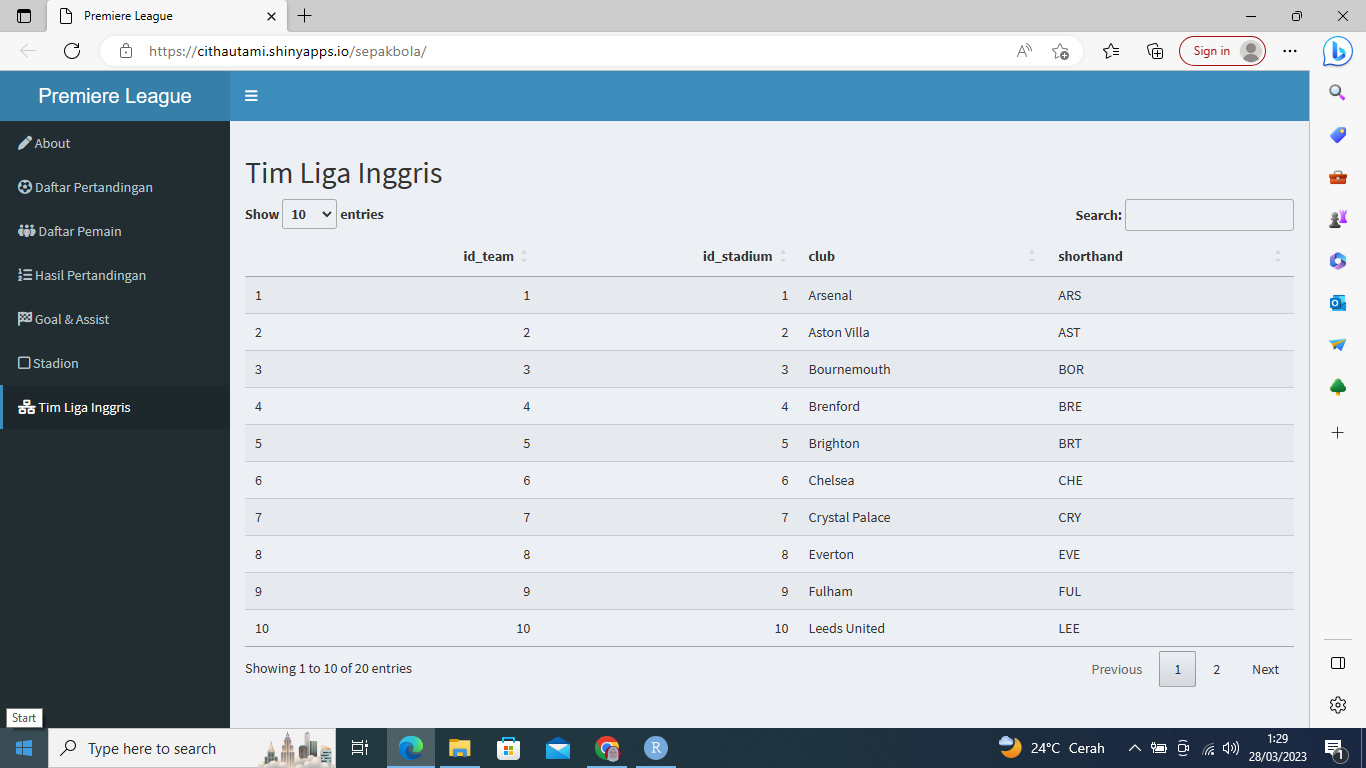 Premiere League
https://cithautami.shinyapps.io/sepakbola/
Sign in
Premiere League
About
Daftar Pertandingan
Daftar Pemain
Hasil Pertandingan
Goal & Assist
Stadion
Tim Liga Inggris
Tim Liga Inggris
Show 10 entries
Search:
id_team id_stadium club shorthand
1 1 1 Arsenal ARS
2 2 2 Aston Villa AST
3 3 3 Bournemouth BOR
4 4 4 Brenford BRE
5 5 5 Brighton BRT
6 6 6 Chelsea CHE
7 7 7 Crystal Palace CRY
8 8 8 Everton EVE
9 9 9 Fulham FUL
10 10 10 Leeds United LEE
Showing 1 to 10 of 20 entries
Previous 1 2 Next
Start
Type here to search
24°C Cerah
1:29
28/03/2023
1